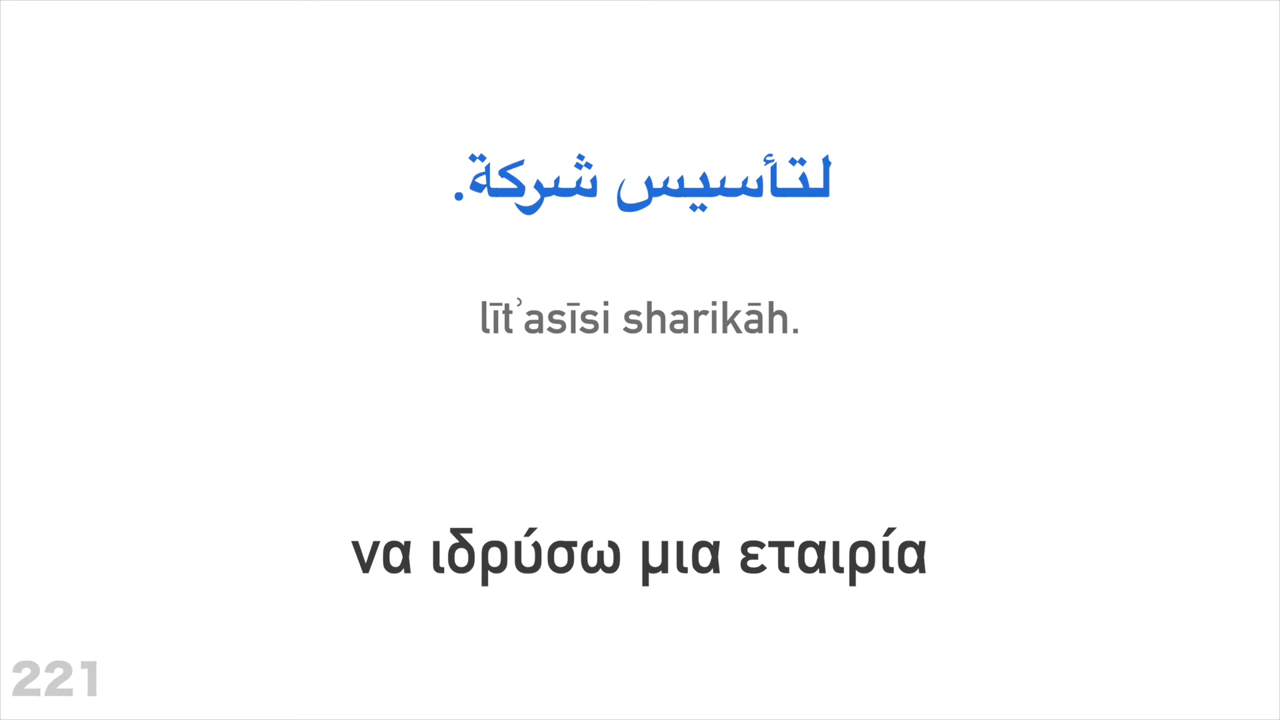 لتأسيس شركة.
līt᾽asīsi sharikāh.
να ιδρύσω μια εταιρία
221